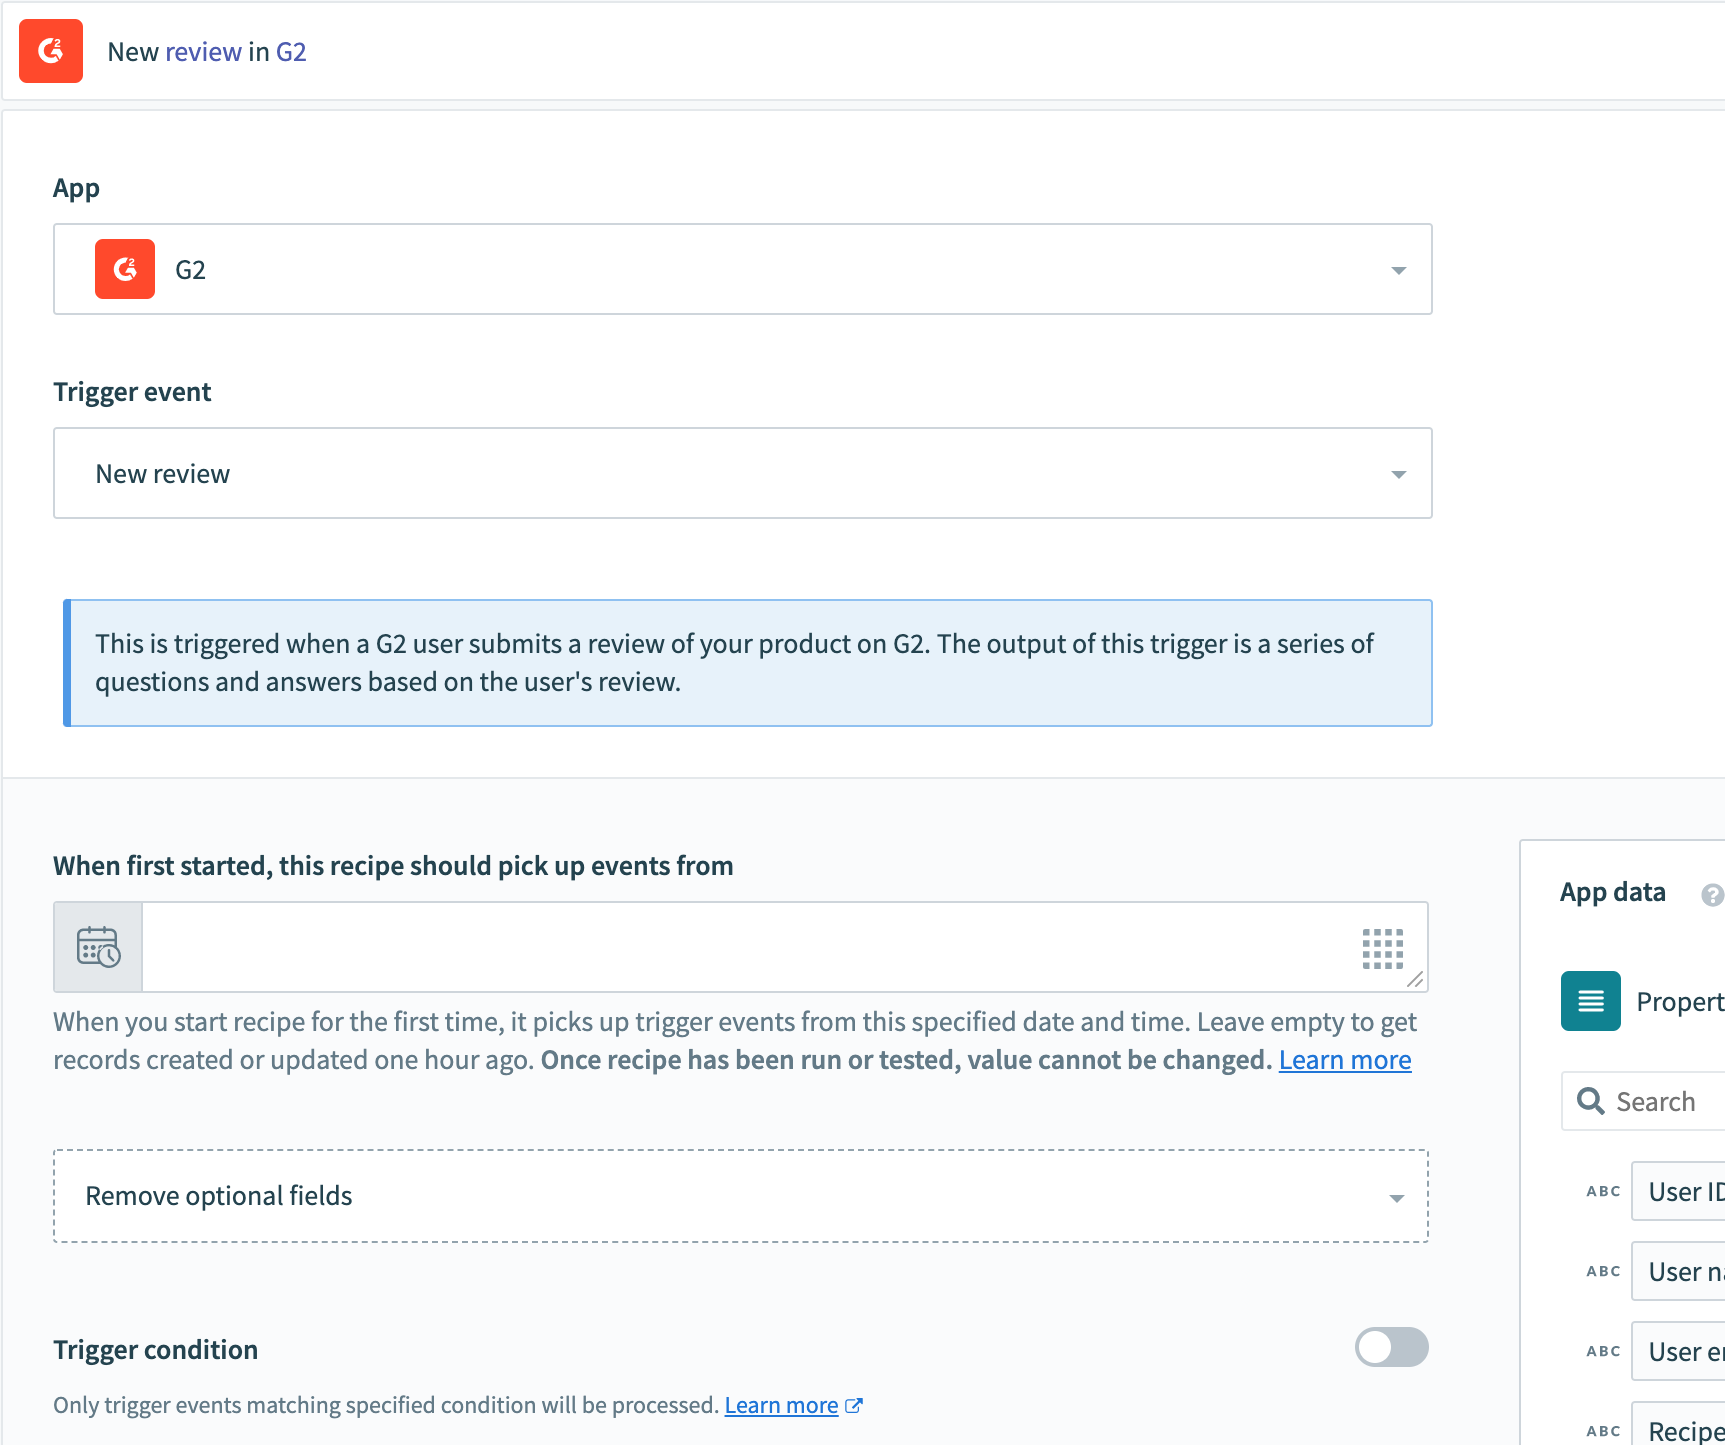 New review in G2
App
G2
Trigger event
New review
This is triggered when a G2 user submits a review of your product on G2. The output of this trigger is a series of
questions and answers based on the user's review.
When first started, this recipe should pick up events from
When you start recipe for the first time, it picks up trigger events from this specified date and time. Leave empty to get
records created or updated one hour ago. Once recipe has been run or tested, value cannot be changed. Learn more
Remove optional fields
Trigger condition
Only trigger events matching specified condition will be processed. Learn more
App data
?
Propert
Search
ABC User ID
ABC User na
ABC User e
ABC Recipe